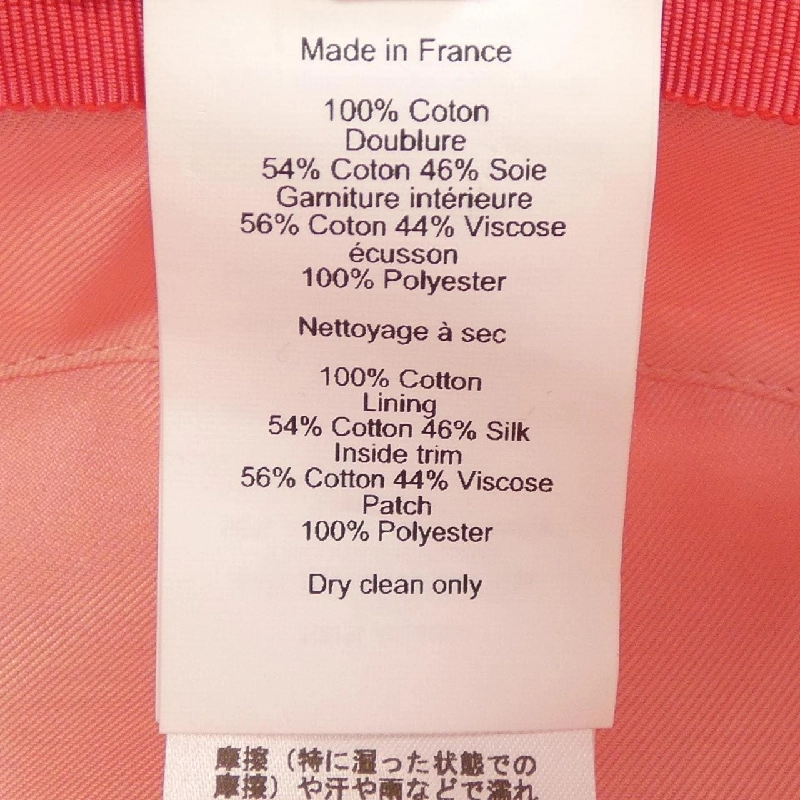 Made in France
100% Coton
Doublure
54% Coton 46% Soie
Garniture intérieure
56% Coton 44% Viscose
écusson
100% Polyester
Nettoyage à sec
100% Cotton
Lining
54% Cotton 46% Silk
Inside trim
56% Cotton 44% Viscose
Patch
100% Polyester
Dry clean only
摩擦（特に湿った状態での
摩擦）や汗や雨などで濡れ